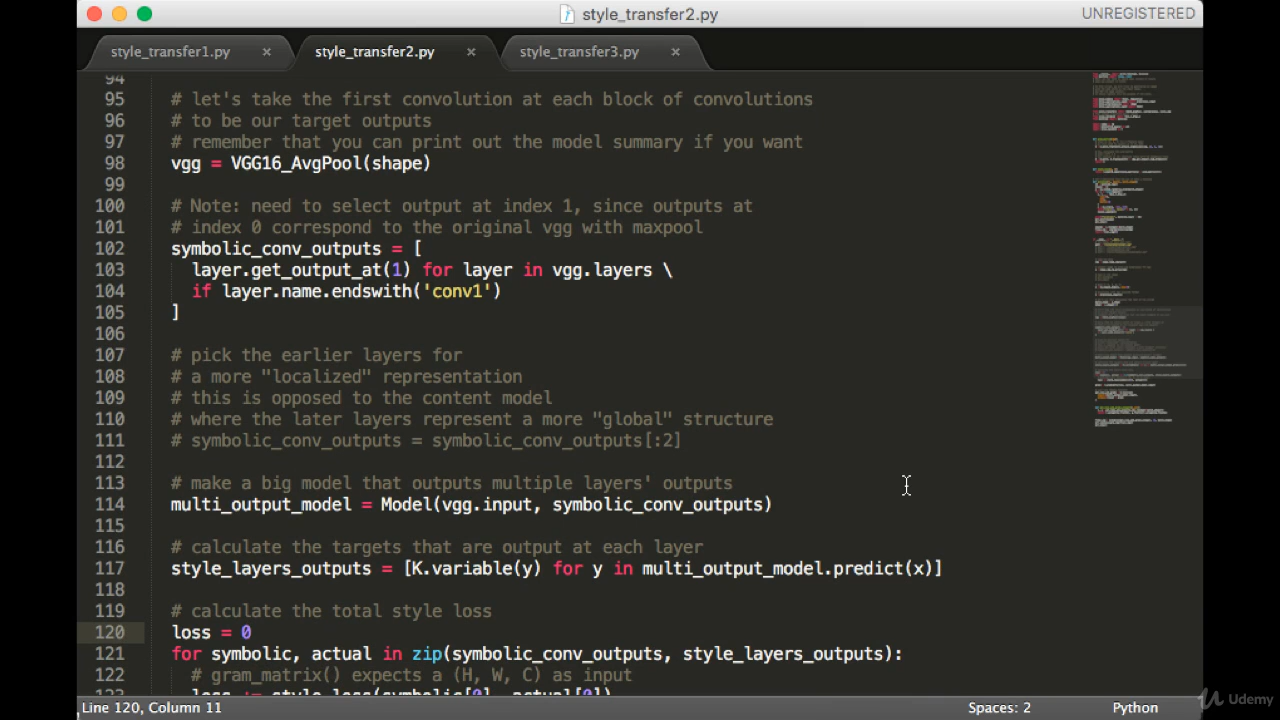 style_transfer2.py
UNREGISTERED
style_transfer1.py ×
style_transfer2.py ×
style_transfer3.py ×
94
95 # let's take the first convolution at each block of convolutions
96 # to be our target outputs
97 # remember that you can print out the model summary if you want
98 vgg = VGG16_AvgPool(shape)
99
100 # Note: need to select output at index 1, since outputs at
101 # index 0 correspond to the original vgg with maxpool
102 symbolic_conv_outputs = [
103 layer.get_output_at(1) for layer in vgg.layers \
104 if layer.name.endswith('conv1')
105 ]
106
107 # pick the earlier layers for
108 # a more "localized" representation
109 # this is opposed to the content model
110 # where the later layers represent a more "global" structure
111 # symbolic_conv_outputs = symbolic_conv_outputs[:2]
112
113 # make a big model that outputs multiple layers' outputs
114 multi_output_model = Model(vgg.input, symbolic_conv_outputs)
115
116 # calculate the targets that are output at each layer
117 style_layers_outputs = [K.variable(y) for y in multi_output_model.predict(x)]
118
119 # calculate the total style loss
120 loss = 0
121 for symbolic, actual in zip(symbolic_conv_outputs, style_layers_outputs):
122 # gram_matrix() expects a (H, W, C) as input
123 loss += style_loss(symbolic[0], actual[0])
Line 120, Column 11
Spaces: 2
Python
Udemy